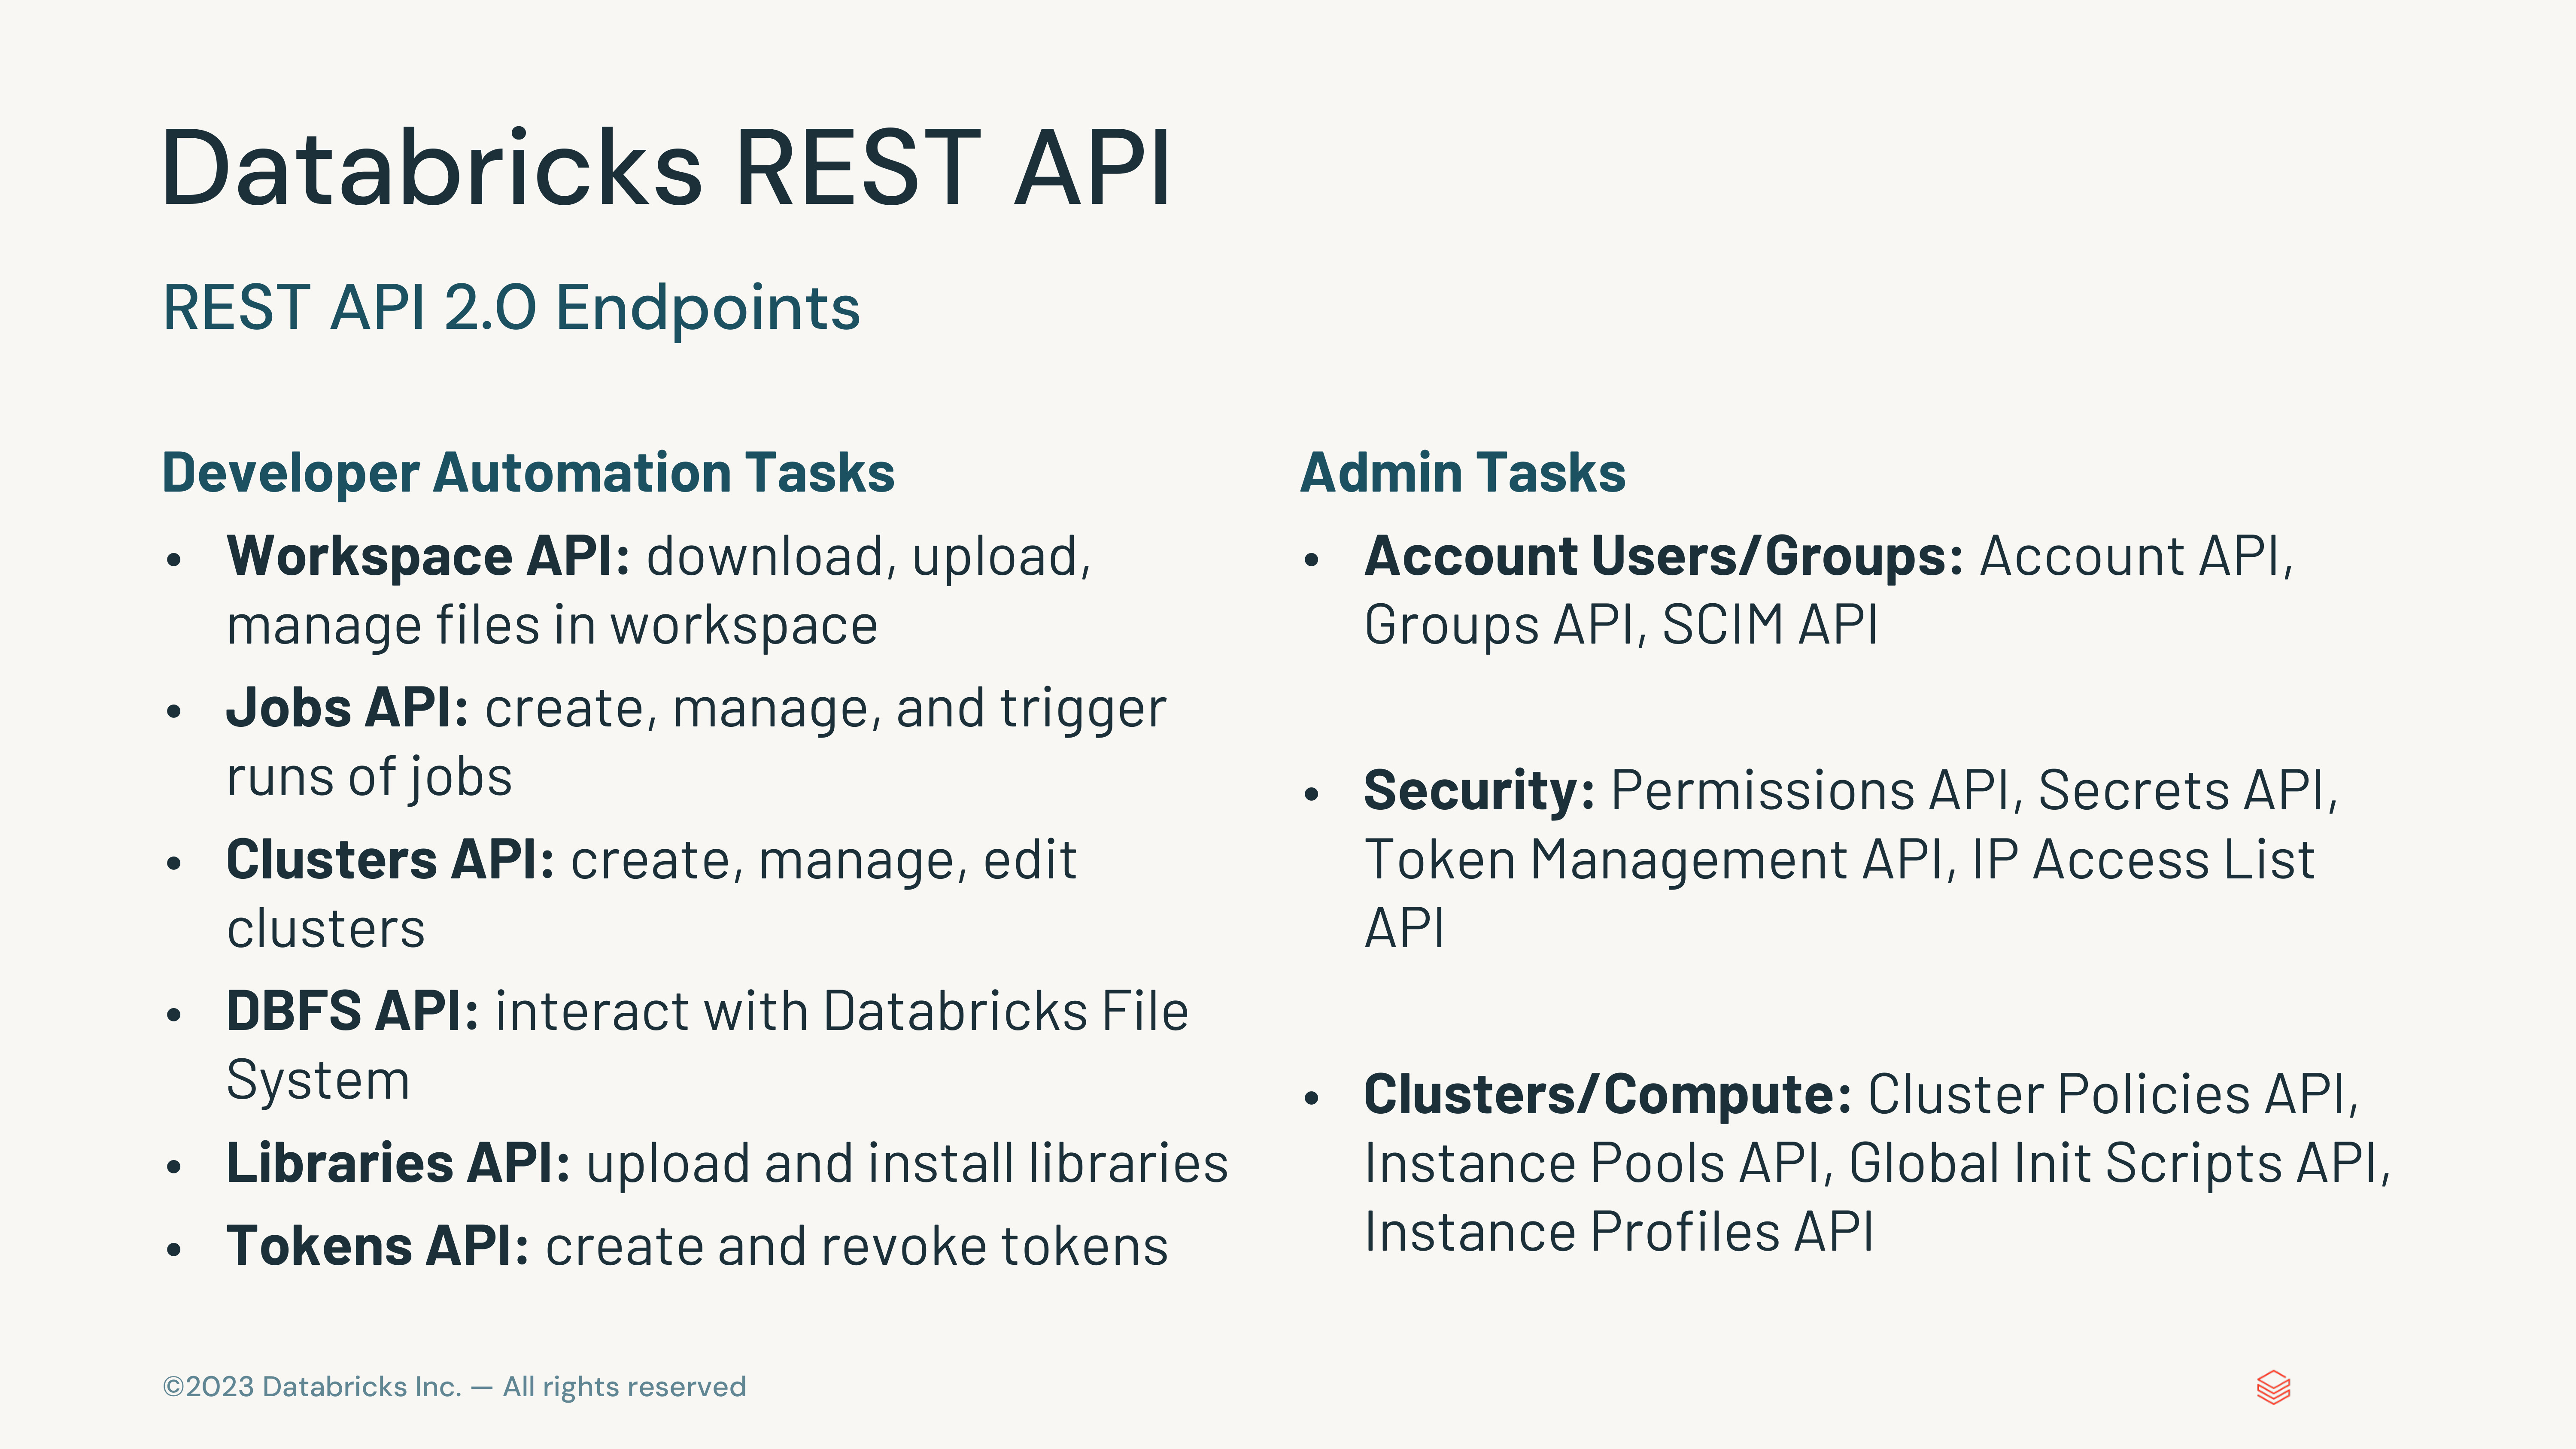 Databricks REST API
REST API 2.0 Endpoints
Developer Automation Tasks
• Workspace API: download, upload,
manage files in workspace
• Jobs API: create, manage, and trigger
runs of jobs
• Clusters API: create, manage, edit
clusters
• DBFS API: interact with Databricks File
System
• Libraries API: upload and install libraries
• Tokens API: create and revoke tokens
Admin Tasks
• Account Users/Groups: Account API,
Groups API, SCIM API
• Security: Permissions API, Secrets API,
Token Management API, IP Access List
API
• Clusters/Compute: Cluster Policies API,
Instance Pools API, Global Init Scripts API,
Instance Profiles API
©2023 Databricks Inc. — All rights reserved